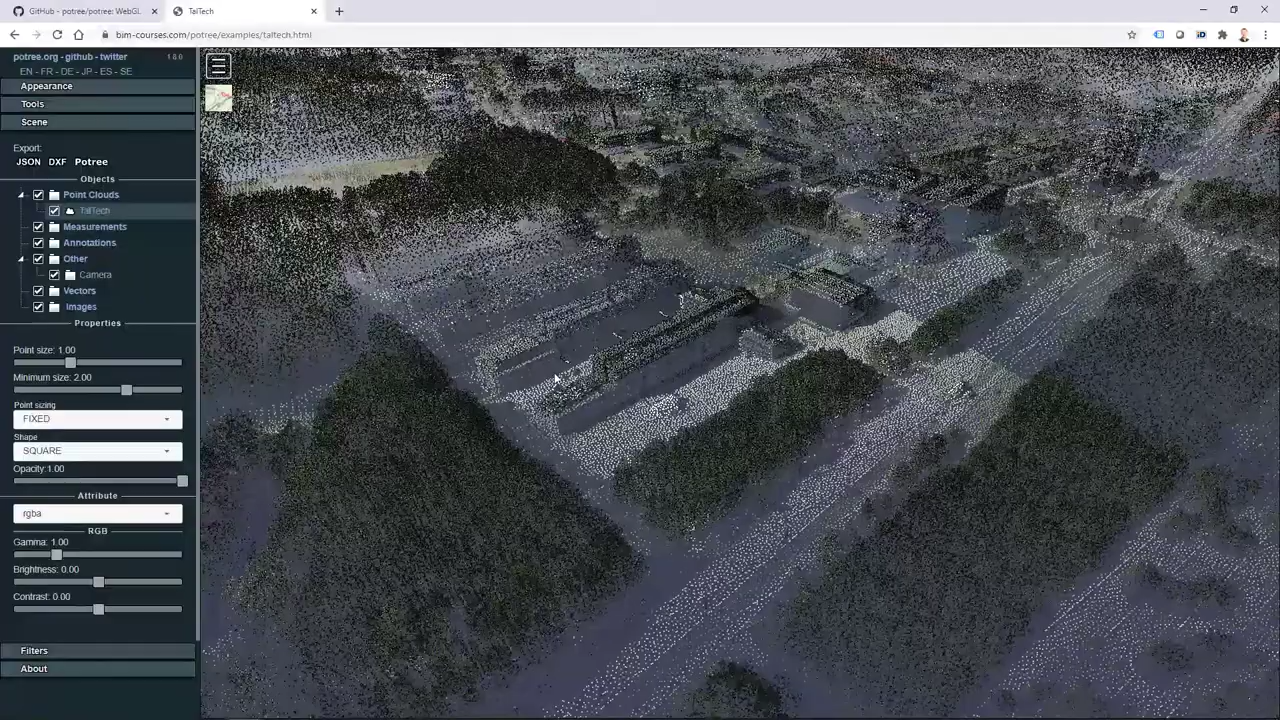 GitHub - potree/potree: WebGL
TalTech
bim-courses.com/potree/examples/taltech.html
potree.org - github - twitter
1.8.0
EN - FR - DE - JP - ES - SE
Appearance
Tools
Scene
Export:
JSON DXF Potree
Objects
Point Clouds
TalTech
Measurements
Annotations
Other
Camera
Vectors
Images
Properties
Point size: 1.00
Minimum size: 2.00
Point sizing
FIXED
Shape
SQUARE
Opacity:1.00
Attribute
rgba
RGB
Gamma: 1.00
Brightness: 0.00
Contrast: 0.00
Filters
About